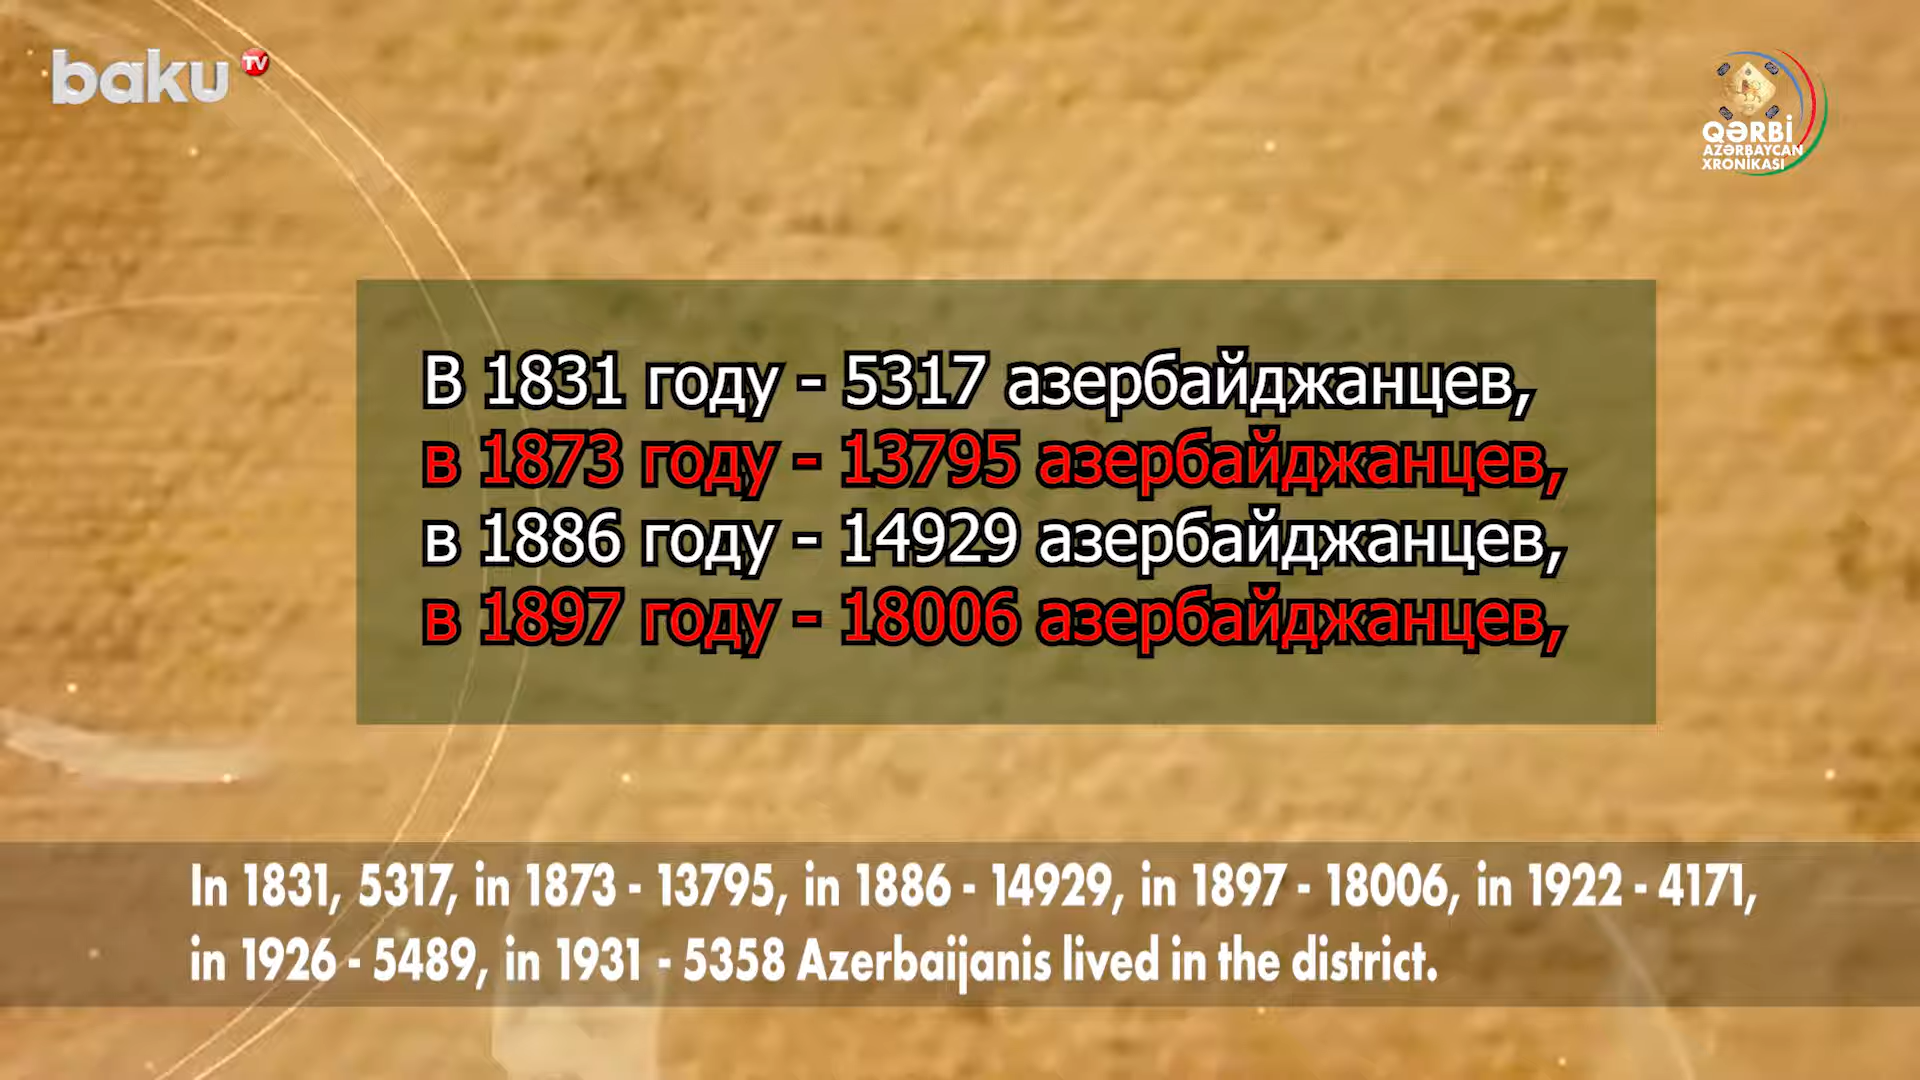 baku TV
QƏRBİ
AZƏRBAYCAN
XRONİKASI
В 1831 году - 5317 азербайджанцев,
в 1873 году - 13795 азербайджанцев,
в 1886 году - 14929 азербайджанцев,
в 1897 году - 18006 азербайджанцев,
In 1831, 5317, in 1873 - 13795, in 1886 - 14929, in 1897 - 18006, in 1922 - 4171,
in 1926 - 5489, in 1931 - 5358 Azerbaijanis lived in the district.